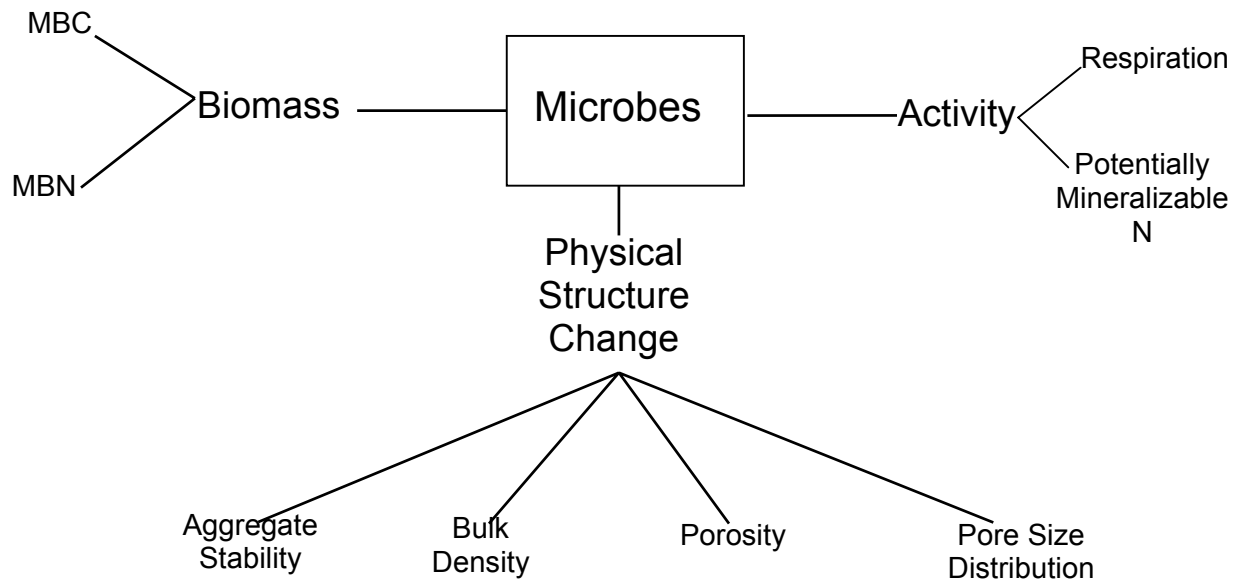 MBC
MBN
Biomass
Microbes
Activity
Respiration
Potentially
Mineralizable
N
Physical
Structure
Change
Aggregate
Stability
Bulk
Density
Porosity
Pore Size
Distribution